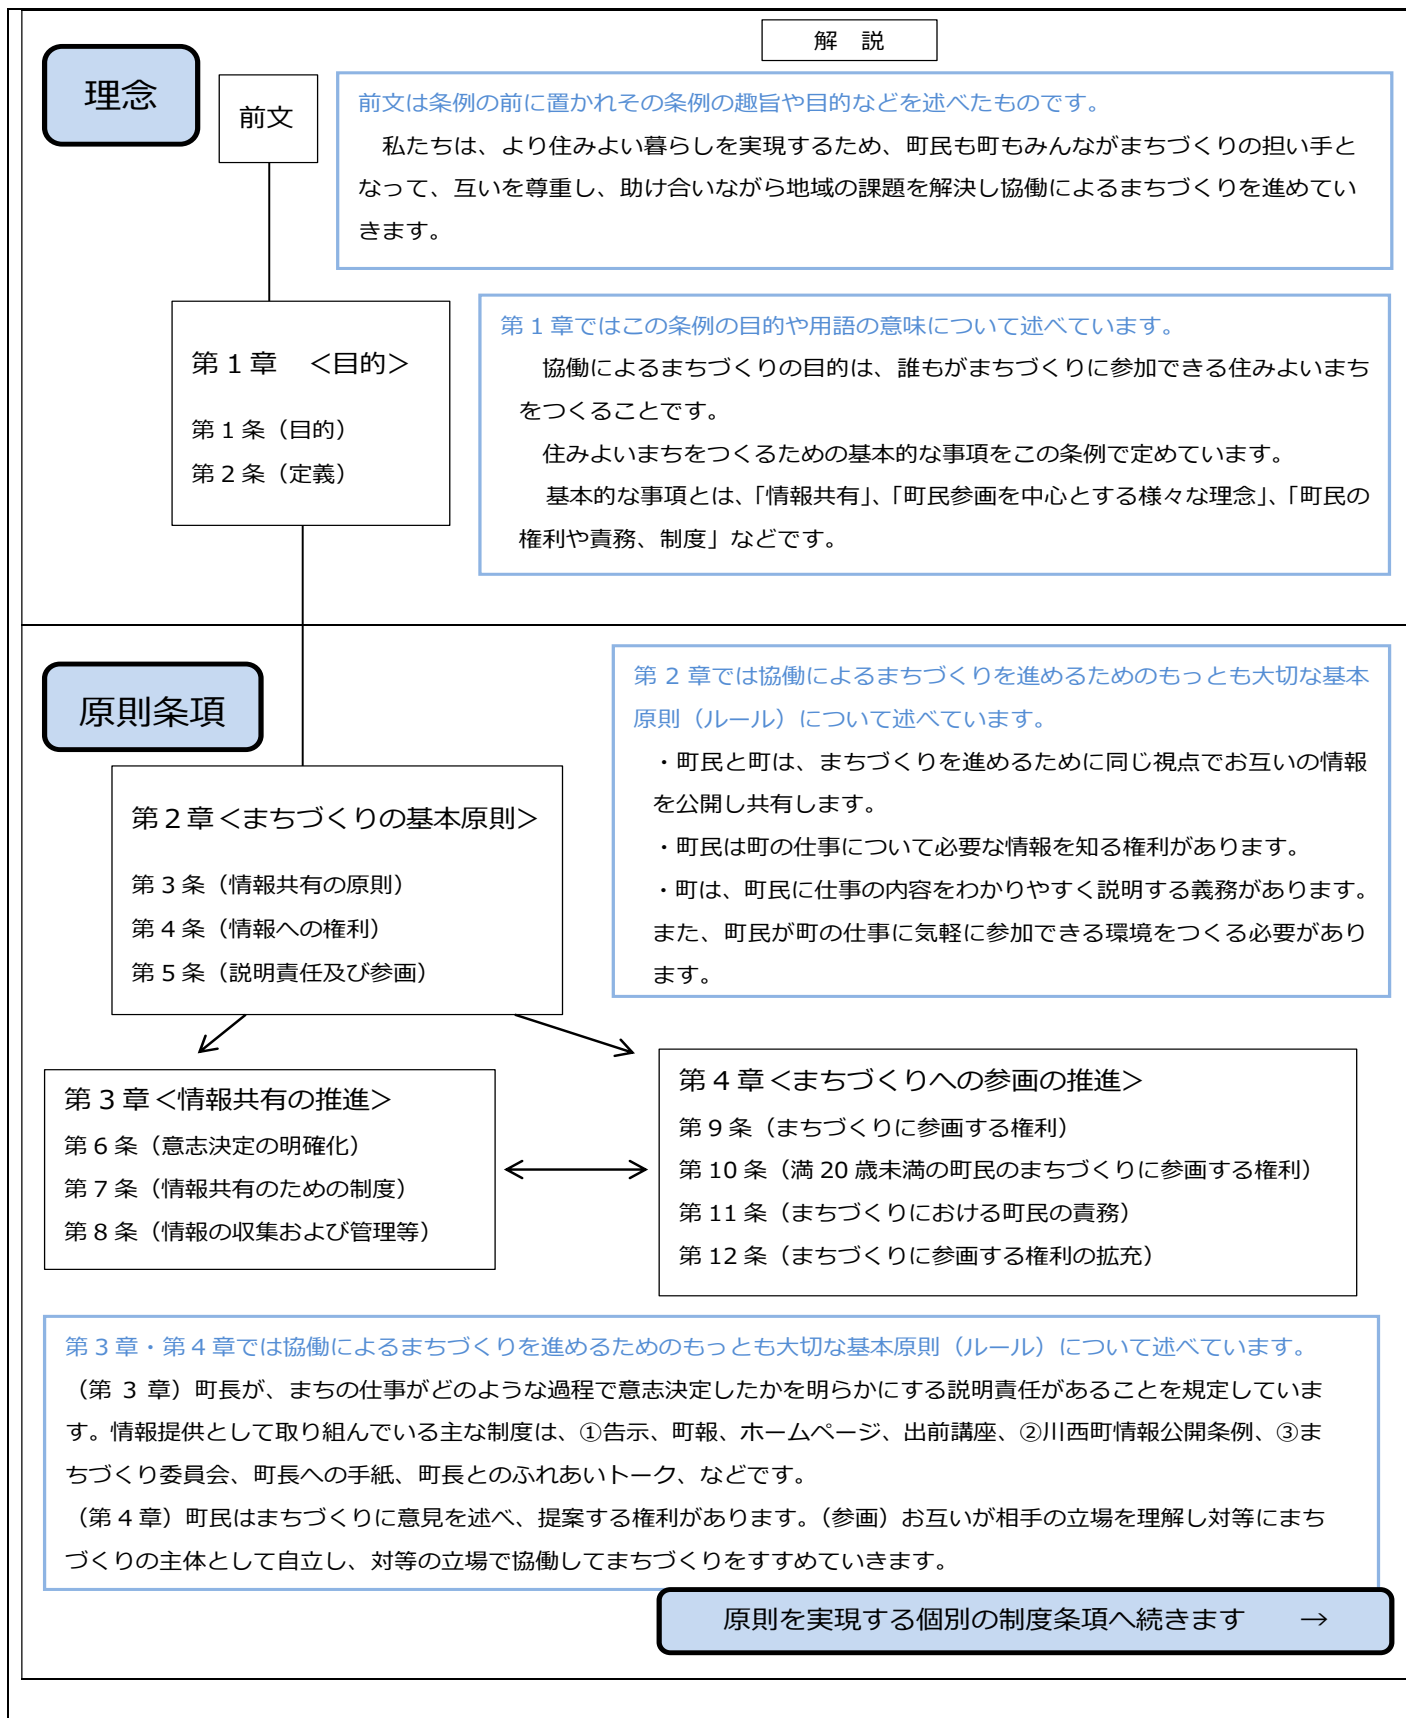 解　説
理念
前文
前文は条例の前に置かれその条例の趣旨や目的などを述べたものです。
　私たちは、より住みよい暮らしを実現するため、町民も町もみんながまちづくりの担い手と
なって、互いを尊重し、助け合いながら地域の課題を解決し協働によるまちづくりを進めてい
きます。
第１章　＜目的＞
第１条（目的）
第２条（定義）
第１章ではこの条例の目的や用語の意味について述べています。
　協働によるまちづくりの目的は、誰もがまちづくりに参加できる住みよいまち
をつくることです。
　住みよいまちをつくるための基本的な事項をこの条例で定めています。
　基本的な事項とは、「情報共有」、「町民参画を中心とする様々な理念」、「町民の
権利や責務、制度」などです。
原則条項
第２章＜まちづくりの基本原則＞
第３条（情報共有の原則）
第４条（情報への権利）
第５条（説明責任及び参画）
第２章では協働によるまちづくりを進めるためのもっとも大切な基本
原則（ルール）について述べています。
・町民と町は、まちづくりを進めるために同じ視点でお互いの情報
を公開し共有します。
・町民は町の仕事について必要な情報を知る権利があります。
・町は、町民に仕事の内容をわかりやすく説明する義務があります。
また、町民が町の仕事に気軽に参加できる環境をつくる必要があり
ます。
第３章＜情報共有の推進＞
第６条（意志決定の明確化）
第７条（情報共有のための制度）
第８条（情報の収集および管理等）
第４章＜まちづくりへの参画の推進＞
第９条（まちづくりに参画する権利）
第10条（満20歳未満の町民のまちづくりに参画する権利）
第11条（まちづくりにおける町民の責務）
第12条（まちづくりに参画する権利の拡充）
第３章・第４章では協働によるまちづくりを進めるためのもっとも大切な基本原則（ルール）について述べています。
（第３章）町長が、まちの仕事がどのような過程で意志決定したかを明らかにする説明責任があることを規定していま
す。情報提供として取り組んでいる主な制度は、①告示、町報、ホームページ、出前講座、②川西町情報公開条例、③ま
ちづくり委員会、町長への手紙、町長とのふれあいトーク、などです。
（第４章）町民はまちづくりに意見を述べ、提案する権利があります。（参画）お互いが相手の立場を理解し対等にまち
づくりの主体として自立し、対等の立場で協働してまちづくりをすすめていきます。
原則を実現する個別の制度条項へ続きます　　→